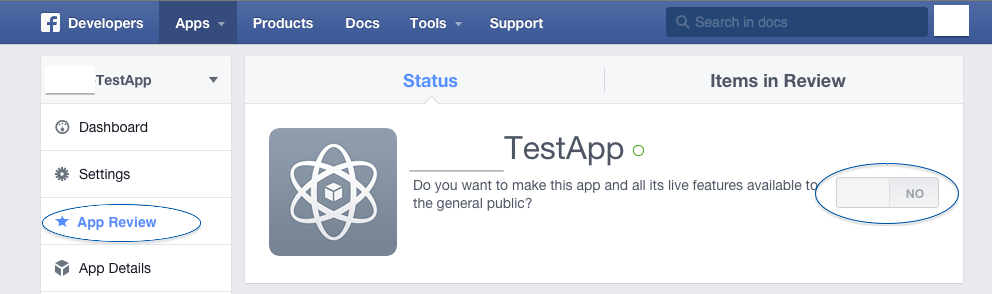 Developers Apps Products Docs Tools Support Search in docs
-TestApp
Status Items in Review
Dashboard
TestApp
Settings
Do you want to make this app and all its live features available to
the general public?
NO
App Review
App Details